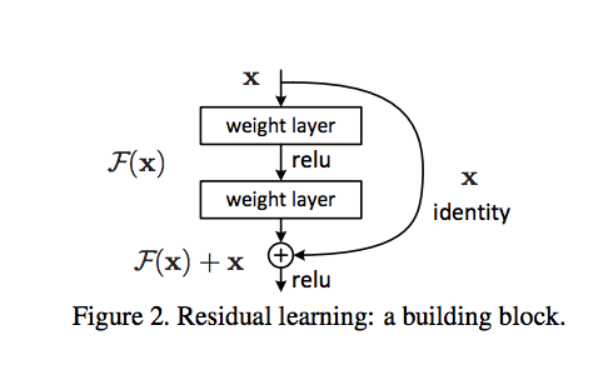 x
weight layer
relu
F(x)
x
weight layer
identity
F(x) + x
relu
Figure 2. Residual learning: a building block.